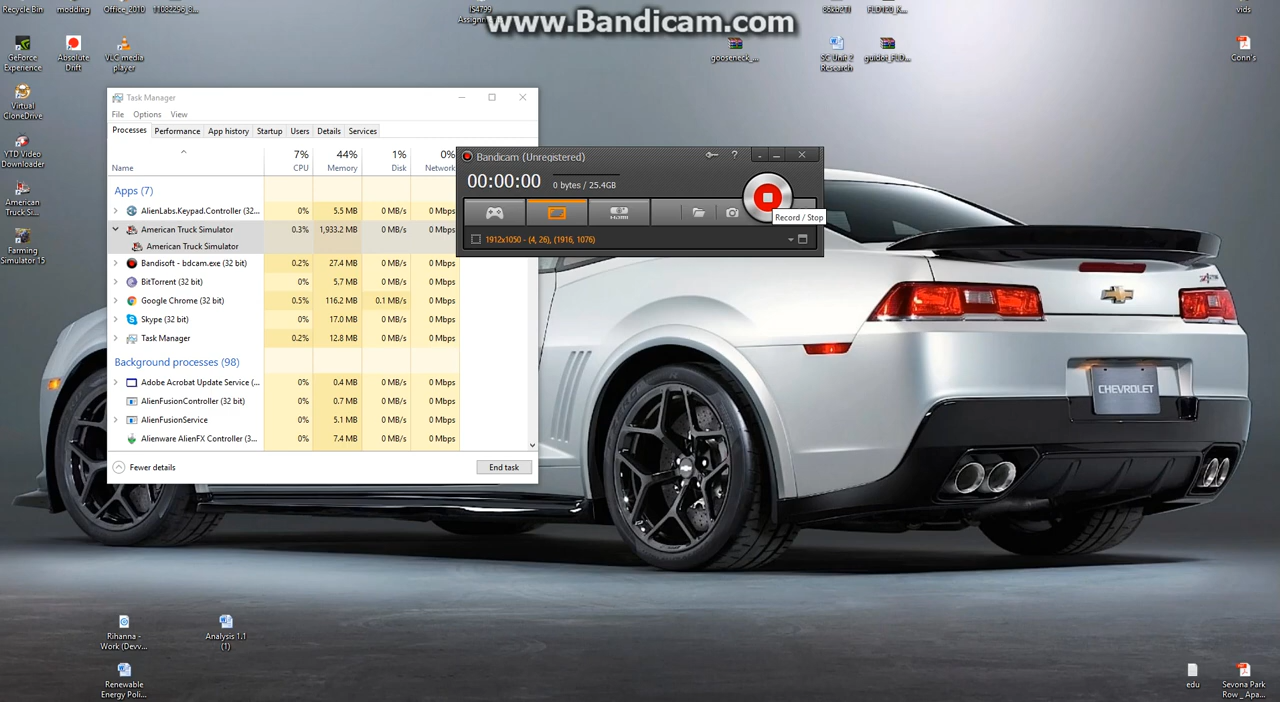 Recycle Bin
modding
Office_2010
www.Bandicam.com
vids
GeForce Experience
Absolute Drift
VLC media player
gooseneck_...
SC Unit 2 Research
guidot_FLD...
Conn's
Virtual CloneDrive
YTD Video Downloader
American Truck Si...
Farming Simulator 15
Task Manager
File Options View
Processes Performance App history Startup Users Details Services
7% 44% 1% 0%
Name CPU Memory Disk Network
Apps (7)
AlienLabs.Keypad.Controller (32... 0% 5.5 MB 0 MB/s 0 Mbps
American Truck Simulator 0.3% 1,933.2 MB 0 MB/s 0 Mbps
American Truck Simulator
Bandisoft - bdcam.exe (32 bit) 0.2% 27.4 MB 0 MB/s 0 Mbps
BitTorrent (32 bit) 0% 5.7 MB 0 MB/s 0 Mbps
Google Chrome (32 bit) 0.5% 116.2 MB 0.1 MB/s 0 Mbps
Skype (32 bit) 0% 17.0 MB 0 MB/s 0 Mbps
Task Manager 0.2% 12.8 MB 0 MB/s 0 Mbps
Background processes (98)
Adobe Acrobat Update Service (... 0% 0.4 MB 0 MB/s 0 Mbps
AlienFusionController (32 bit) 0% 0.7 MB 0 MB/s 0 Mbps
AlienFusionService 0% 5.1 MB 0 MB/s 0 Mbps
Alienware AlienFX Controller (3... 0% 7.4 MB 0 MB/s 0 Mbps
Fewer details
End task
Bandicam (Unregistered)
00:00:00
0 bytes / 25.4GB
HDMI
Record / Stop
1912x1050 - (4, 26), (1916, 1076)
CHEVROLET
Rihanna - Work (Devv...
Analysis 1.1 (1)
Renewable Energy Poli...
edu
Sevona Park Row _ Apa...